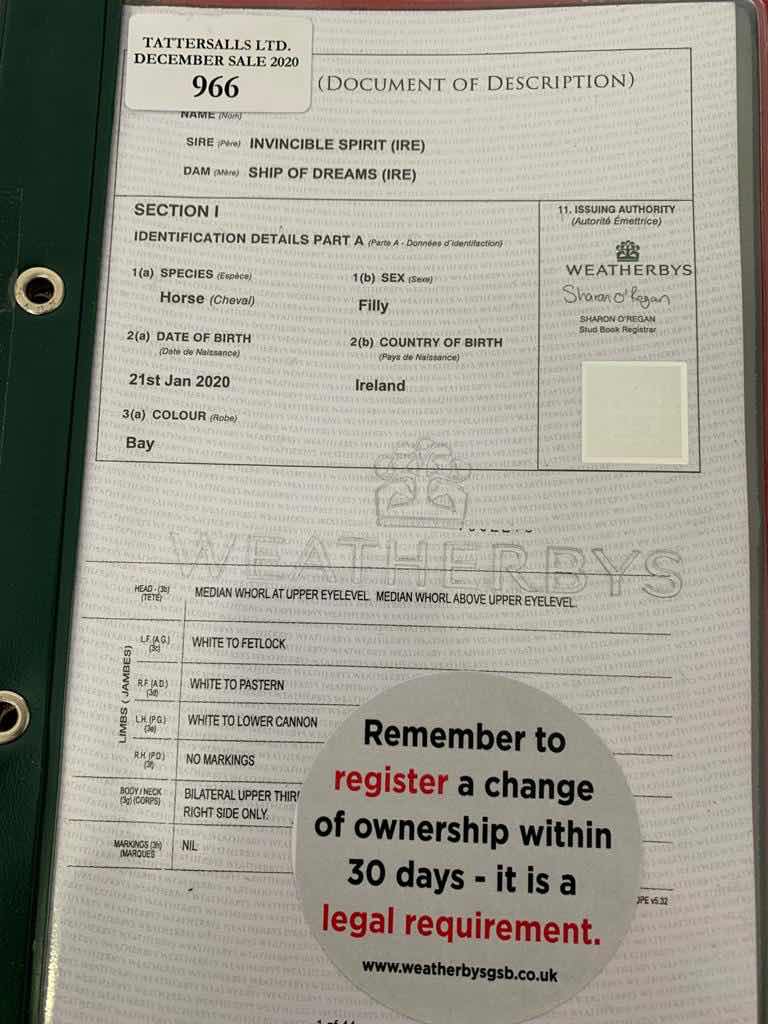 TATTERSALLS LTD.
DECEMBER SALE 2020
966
(DOCUMENT OF DESCRIPTION)
NAME (Nom)
SIRE (Père) INVINCIBLE SPIRIT (IRE)
DAM (Mère) SHIP OF DREAMS (IRE)
SECTION I
IDENTIFICATION DETAILS PART A (Partie A - Données d'identifaction)
1(a) SPECIES (Espèce)
Horse (Cheval)
1(b) SEX (Sexe)
Filly
2(a) DATE OF BIRTH
(Date de Naissance)
21st Jan 2020
2(b) COUNTRY OF BIRTH
(Pays de Naissance)
Ireland
3(a) COLOUR (Robe)
Bay
11. ISSUING AUTHORITY
(Autorité Émettrice)
WEATHERBYS
Sharon O'Regan
SHARON O'REGAN
Stud Book Registrar
WEATHERBYS
HEAD - (3b)
(TETE)
MEDIAN WHORL AT UPPER EYELEVEL. MEDIAN WHORL ABOVE UPPER EYELEVEL.
LIMBS (JAMBES)
L.F. (A.G.)
(3c)
WHITE TO FETLOCK
R.F. (A.D.)
(3d)
WHITE TO PASTERN
L.H. (P.G.)
(3e)
WHITE TO LOWER CANNON
R.H. (P.D.)
(3f)
NO MARKINGS
BODY / NECK
(3g) (CORPS)
BILATERAL UPPER
RIGHT SIDE ONLY.
MARKINGS (3h)
(MARQUES
NIL
Remember to
register a change
of ownership within
30 days - it is a
legal requirement.
www.weatherbysgsb.co.uk
v5.32